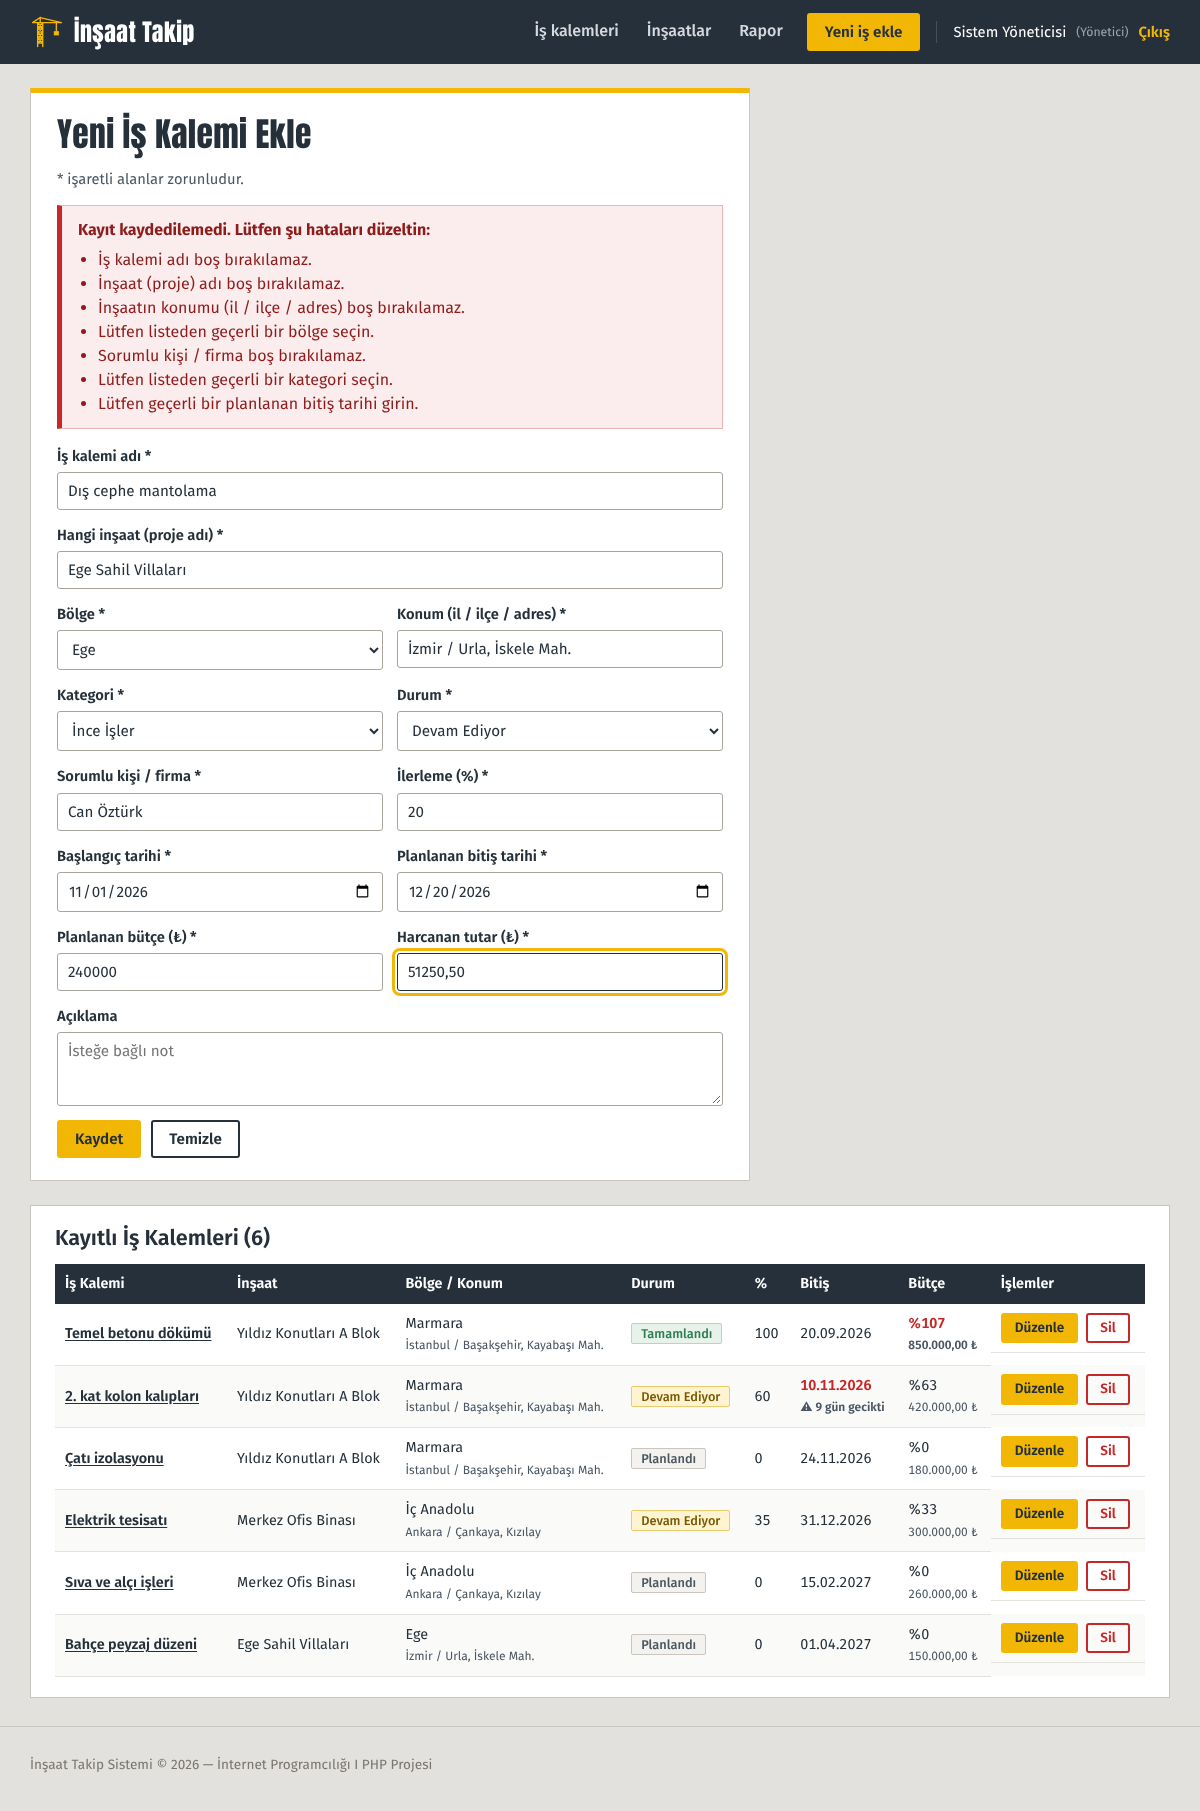 İnşaat Takip
İş kalemleri İnşaatlar Rapor Yeni iş ekle Sistem Yöneticisi (Yönetici) Çıkış
Yeni İş Kalemi Ekle
* işaretli alanlar zorunludur.
Kayıt kaydedilemedi. Lütfen şu hataları düzeltin:
• İş kalemi adı boş bırakılamaz.
• İnşaat (proje) adı boş bırakılamaz.
• İnşaatın konumu (il / ilçe / adres) boş bırakılamaz.
• Lütfen listeden geçerli bir bölge seçin.
• Sorumlu kişi / firma boş bırakılamaz.
• Lütfen listeden geçerli bir kategori seçin.
• Lütfen geçerli bir planlanan bitiş tarihi girin.
İş kalemi adı *
Dış cephe mantolama
Hangi inşaat (proje adı) *
Ege Sahil Villaları
Bölge * Konum (il / ilçe / adres) *
Ege İzmir / Urla, İskele Mah.
Kategori * Durum *
İnce İşler Devam Ediyor
Sorumlu kişi / firma * İlerleme (%) *
Can Öztürk 20
Başlangıç tarihi * Planlanan bitiş tarihi *
11/01/2026 12/20/2026
Planlanan bütçe (₺) * Harcanan tutar (₺) *
240000 51250,50
Açıklama
İsteğe bağlı not
Kaydet Temizle
Kayıtlı İş Kalemleri (6)
İş Kalemi İnşaat Bölge / Konum Durum % Bitiş Bütçe İşlemler
Temel betonu dökümü Yıldız Konutları A Blok Marmara Tamamlandı 100 20.09.2026 %107 Düzenle Sil
İstanbul / Başakşehir, Kayabaşı Mah. 850.000,00 ₺
2. kat kolon kalıpları Yıldız Konutları A Blok Marmara Devam Ediyor 60 10.11.2026 %63 Düzenle Sil
İstanbul / Başakşehir, Kayabaşı Mah. ⚠ 9 gün gecikti 420.000,00 ₺
Çatı izolasyonu Yıldız Konutları A Blok Marmara Planlandı 0 24.11.2026 %0 Düzenle Sil
İstanbul / Başakşehir, Kayabaşı Mah. 180.000,00 ₺
Elektrik tesisatı Merkez Ofis Binası İç Anadolu Devam Ediyor 35 31.12.2026 %33 Düzenle Sil
Ankara / Çankaya, Kızılay 300.000,00 ₺
Sıva ve alçı işleri Merkez Ofis Binası İç Anadolu Planlandı 0 15.02.2027 %0 Düzenle Sil
Ankara / Çankaya, Kızılay 260.000,00 ₺
Bahçe peyzaj düzeni Ege Sahil Villaları Ege Planlandı 0 01.04.2027 %0 Düzenle Sil
İzmir / Urla, İskele Mah. 150.000,00 ₺
İnşaat Takip Sistemi © 2026 — İnternet Programcılığı I PHP Projesi